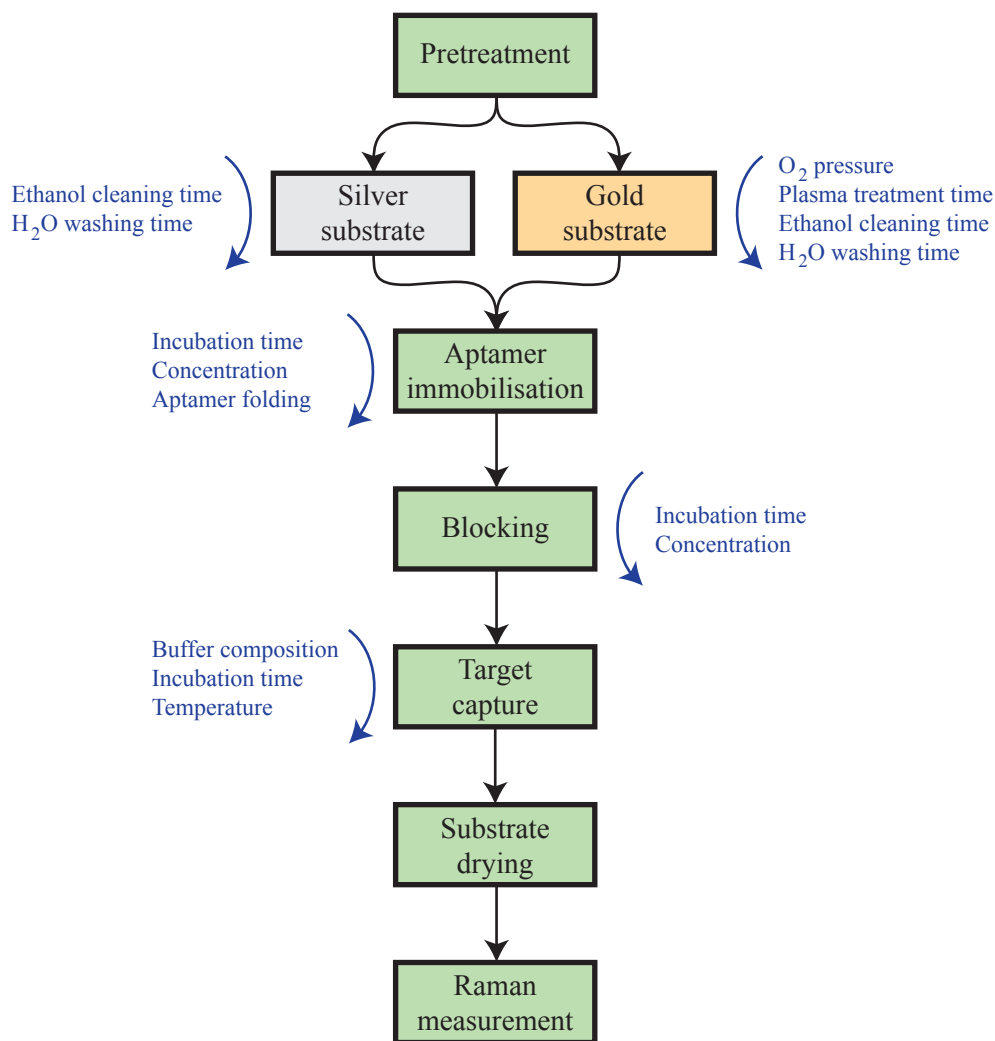 Pretreatment
Ethanol cleaning time
H₂O washing time
Silver
substrate
Gold
substrate
O₂ pressure
Plasma treatment time
Ethanol cleaning time
H₂O washing time
Incubation time
Concentration
Aptamer folding
Aptamer
immobilisation
Blocking
Incubation time
Concentration
Buffer composition
Incubation time
Temperature
Target
capture
Substrate
drying
Raman
measurement